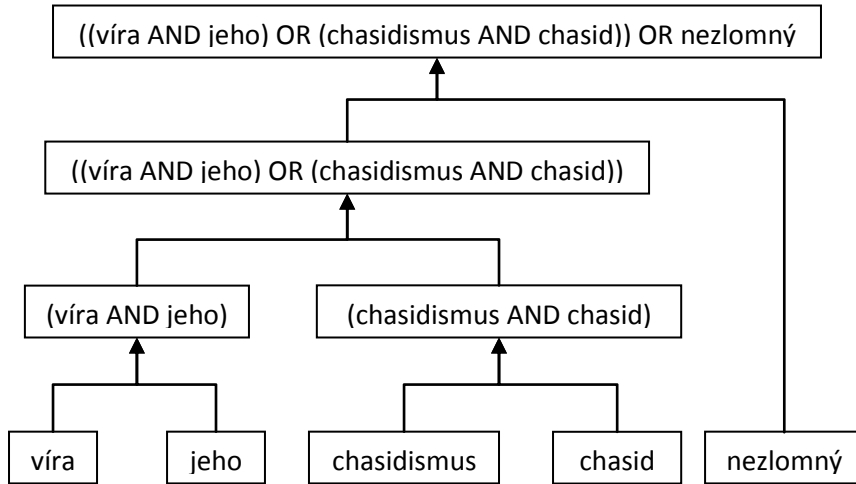 ((víra AND jeho) OR (chasidismus AND chasid)) OR nezlomný
((víra AND jeho) OR (chasidismus AND chasid))
(víra AND jeho)
(chasidismus AND chasid)
víra
jeho
chasidismus
chasid
nezlomný